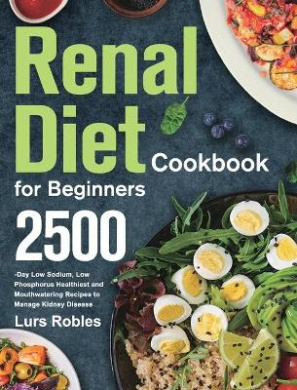 Renal
Diet Cookbook
for Beginners
2500
-Day Low Sodium, Low
Phosphorus Healthiest and
Mouthwatering Recipes to
Manage Kidney Disease
Lurs Robles